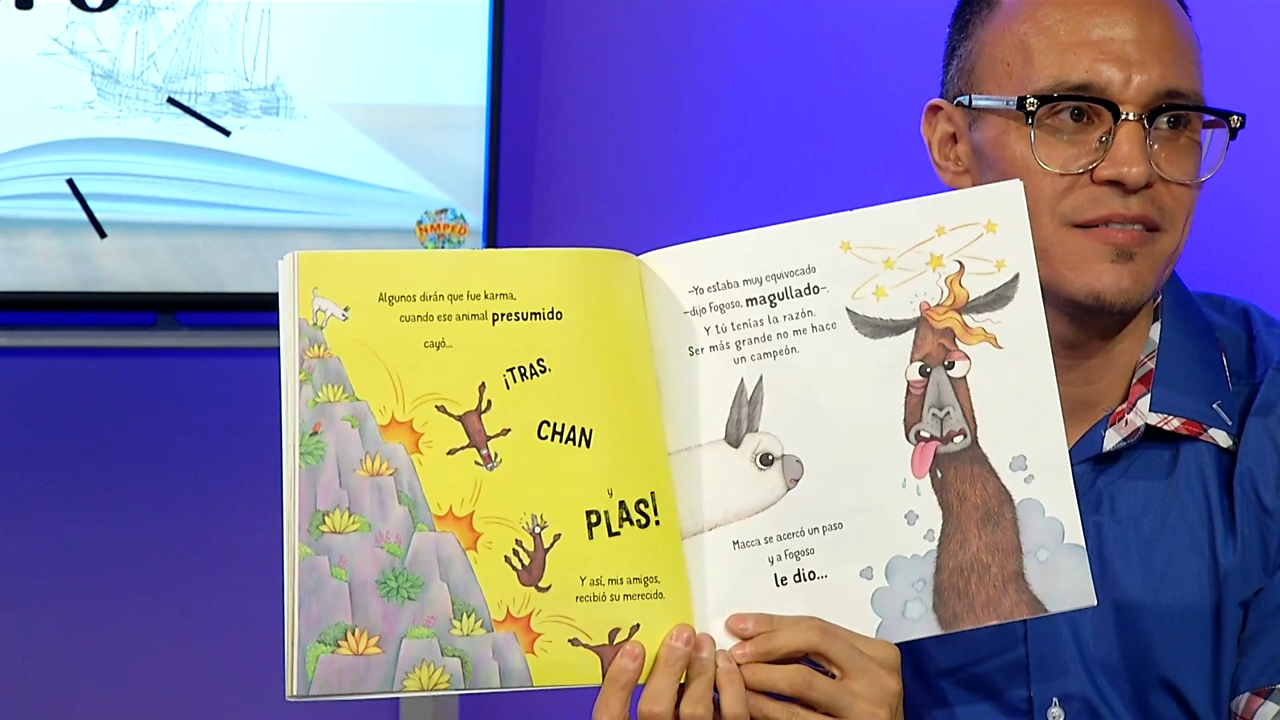 NMPED
Algunos dirán que fue karma,
cuando ese animal presumido
cayó...
¡TRAS,
CHAN
y
PLAS!
Y así, mis amigos,
recibió su merecido.
–Yo estaba muy equivocado
–dijo Fogoso, magullado–.
Y tú tenías la razón.
Ser más grande no me hace
un campeón.
Macca se acercó un paso
y a Fogoso
le dio...